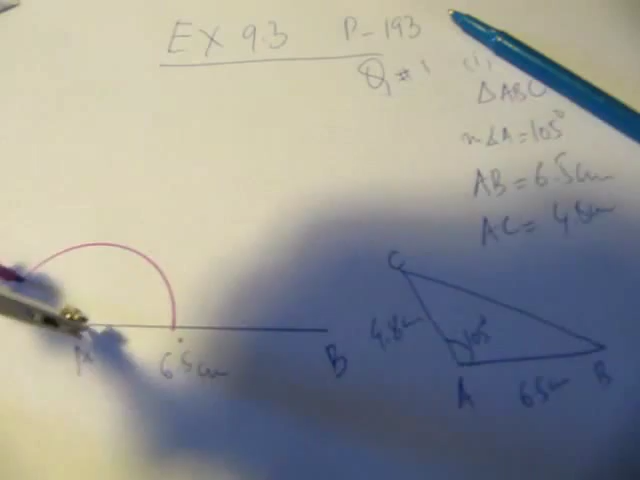 EX 9.3 P-193
Q#1 (i)
△ABC
m∡A=105°
AB=6.5cm
AC=4.8cm
C
4.8cm
105°
A
6.5cm
B
A
6.5cm
B